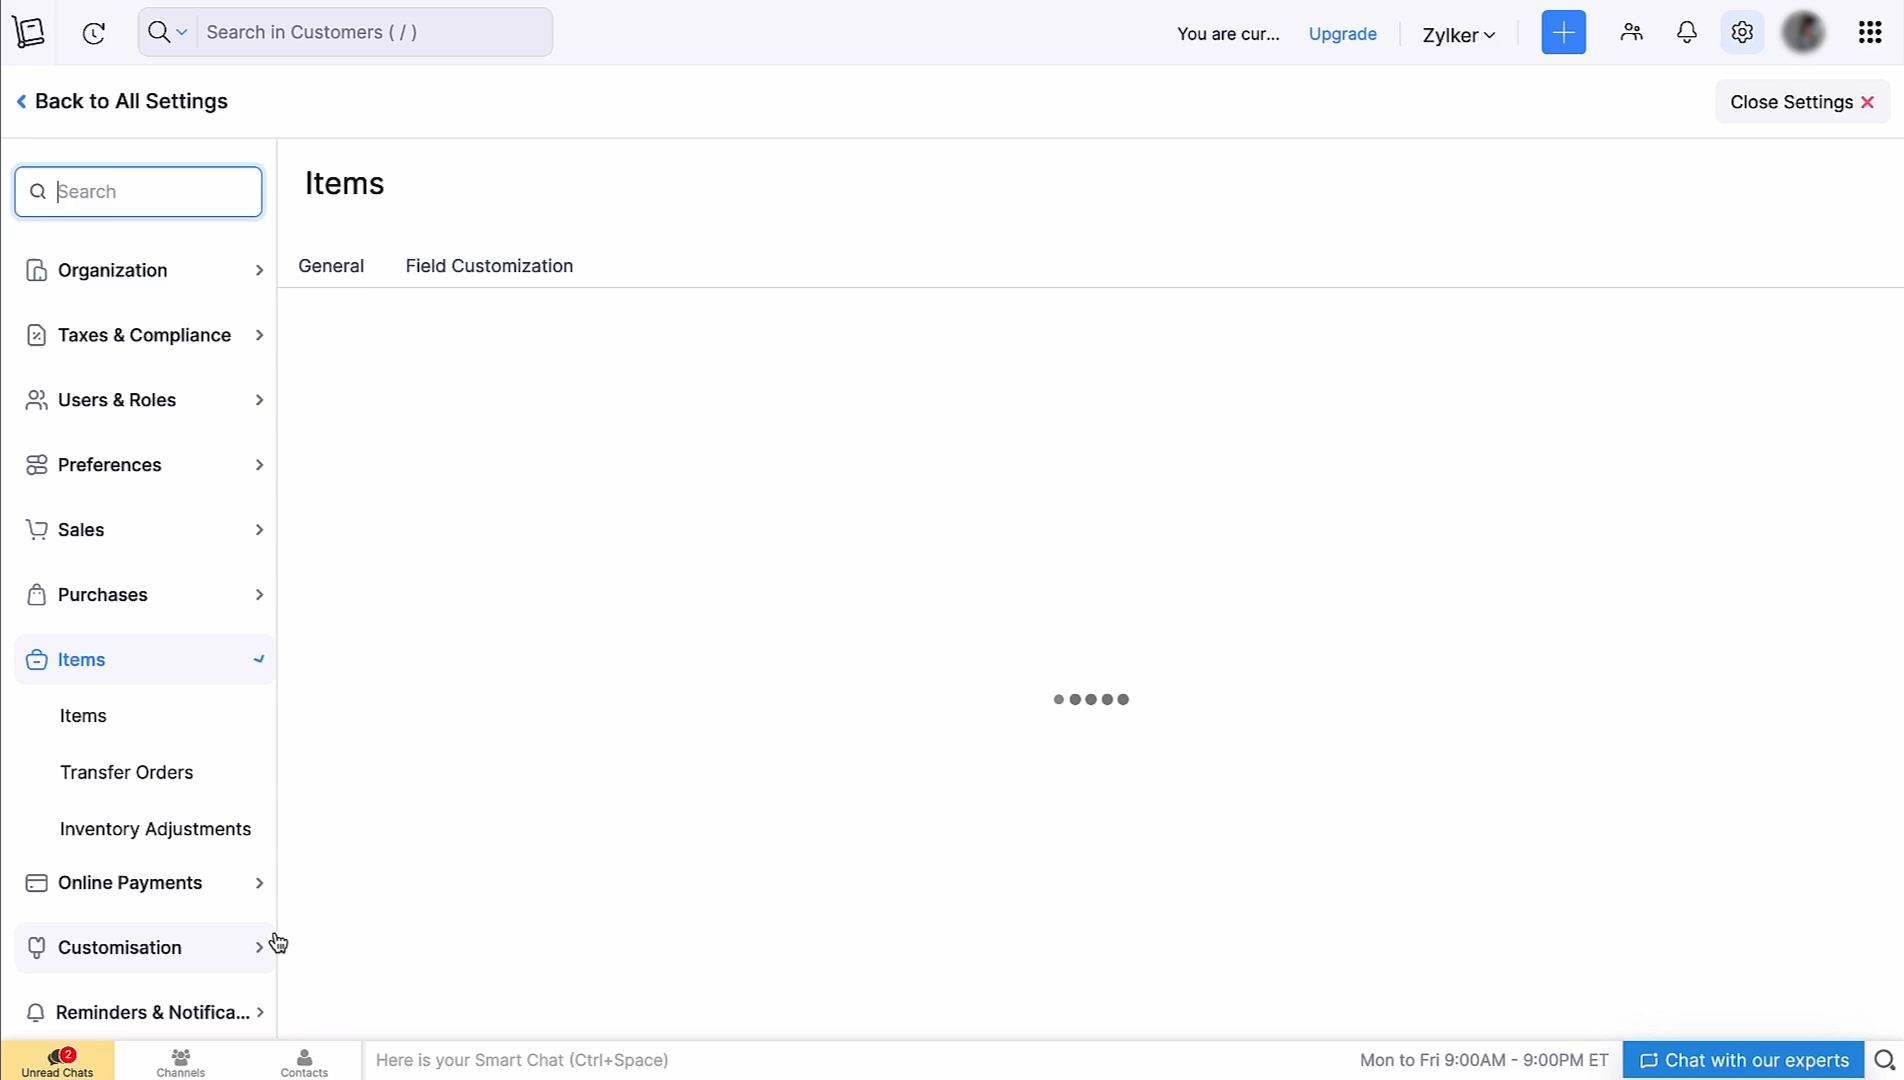 Search in Customers ( / )
You are cur...
Upgrade
Zylker
Back to All Settings
Close Settings
Search
Items
General
Field Customization
Organization
Taxes & Compliance
Users & Roles
Preferences
Sales
Purchases
Items
Items
Transfer Orders
Inventory Adjustments
Online Payments
Customisation
Reminders & Notifica...
2
Unread Chats
Channels
Contacts
Here is your Smart Chat (Ctrl+Space)
Mon to Fri 9:00AM - 9:00PM ET
Chat with our experts